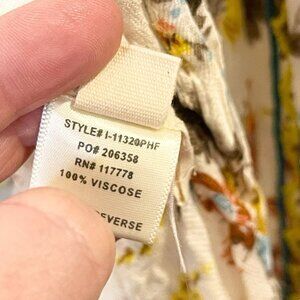 STYLE# I-11320PHF
PO# 206358
RN# 117778
100% VISCOSE
REVERSE